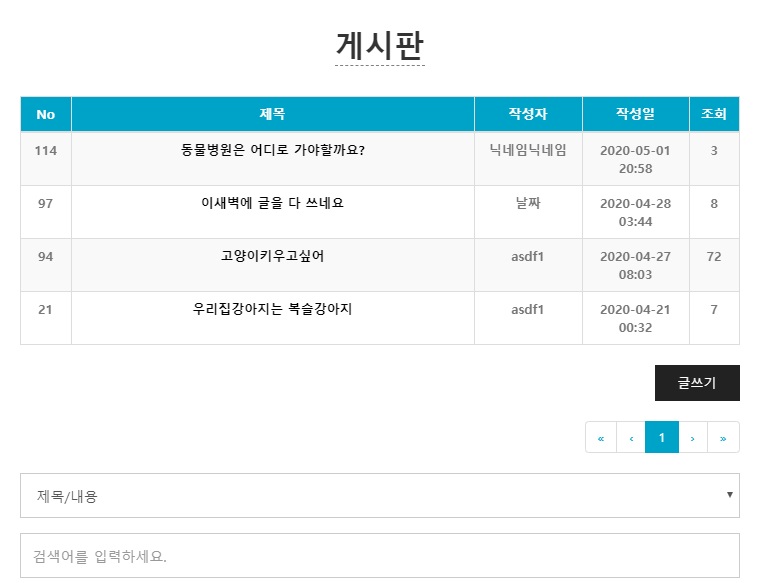 게시판
No 제목 작성자 작성일 조회
114 동물병원은 어디로 가야할까요? 닉네임닉네임 2020-05-01 3
20:58
97 이새벽에 글을 다 쓰네요 날짜 2020-04-28 8
03:44
94 고양이키우고싶어 asdf1 2020-04-27 72
08:03
21 우리집강아지는 복슬강아지 asdf1 2020-04-21 7
00:32
글쓰기
« ‹ 1 › »
제목/내용
검색어를 입력하세요.